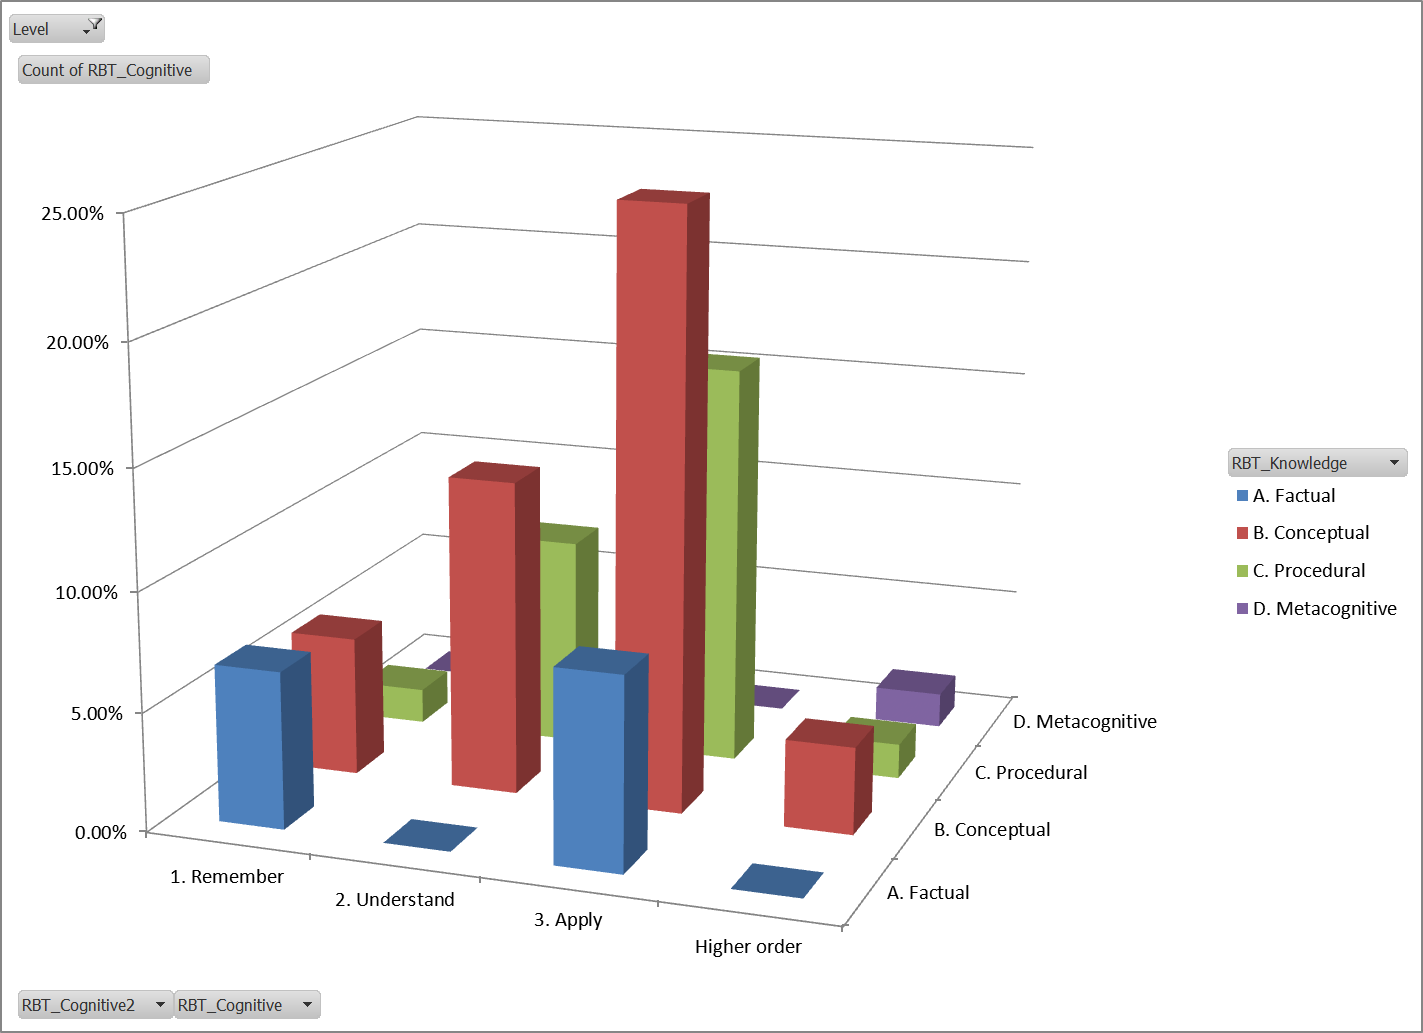 Level
Count of RBT_Cognitive
25.00%
20.00%
15.00%
10.00%
5.00%
0.00%
1. Remember
2. Understand
3. Apply
Higher order
A. Factual
B. Conceptual
C. Procedural
D. Metacognitive
RBT_Knowledge
A. Factual
B. Conceptual
C. Procedural
D. Metacognitive
RBT_Cognitive2
RBT_Cognitive